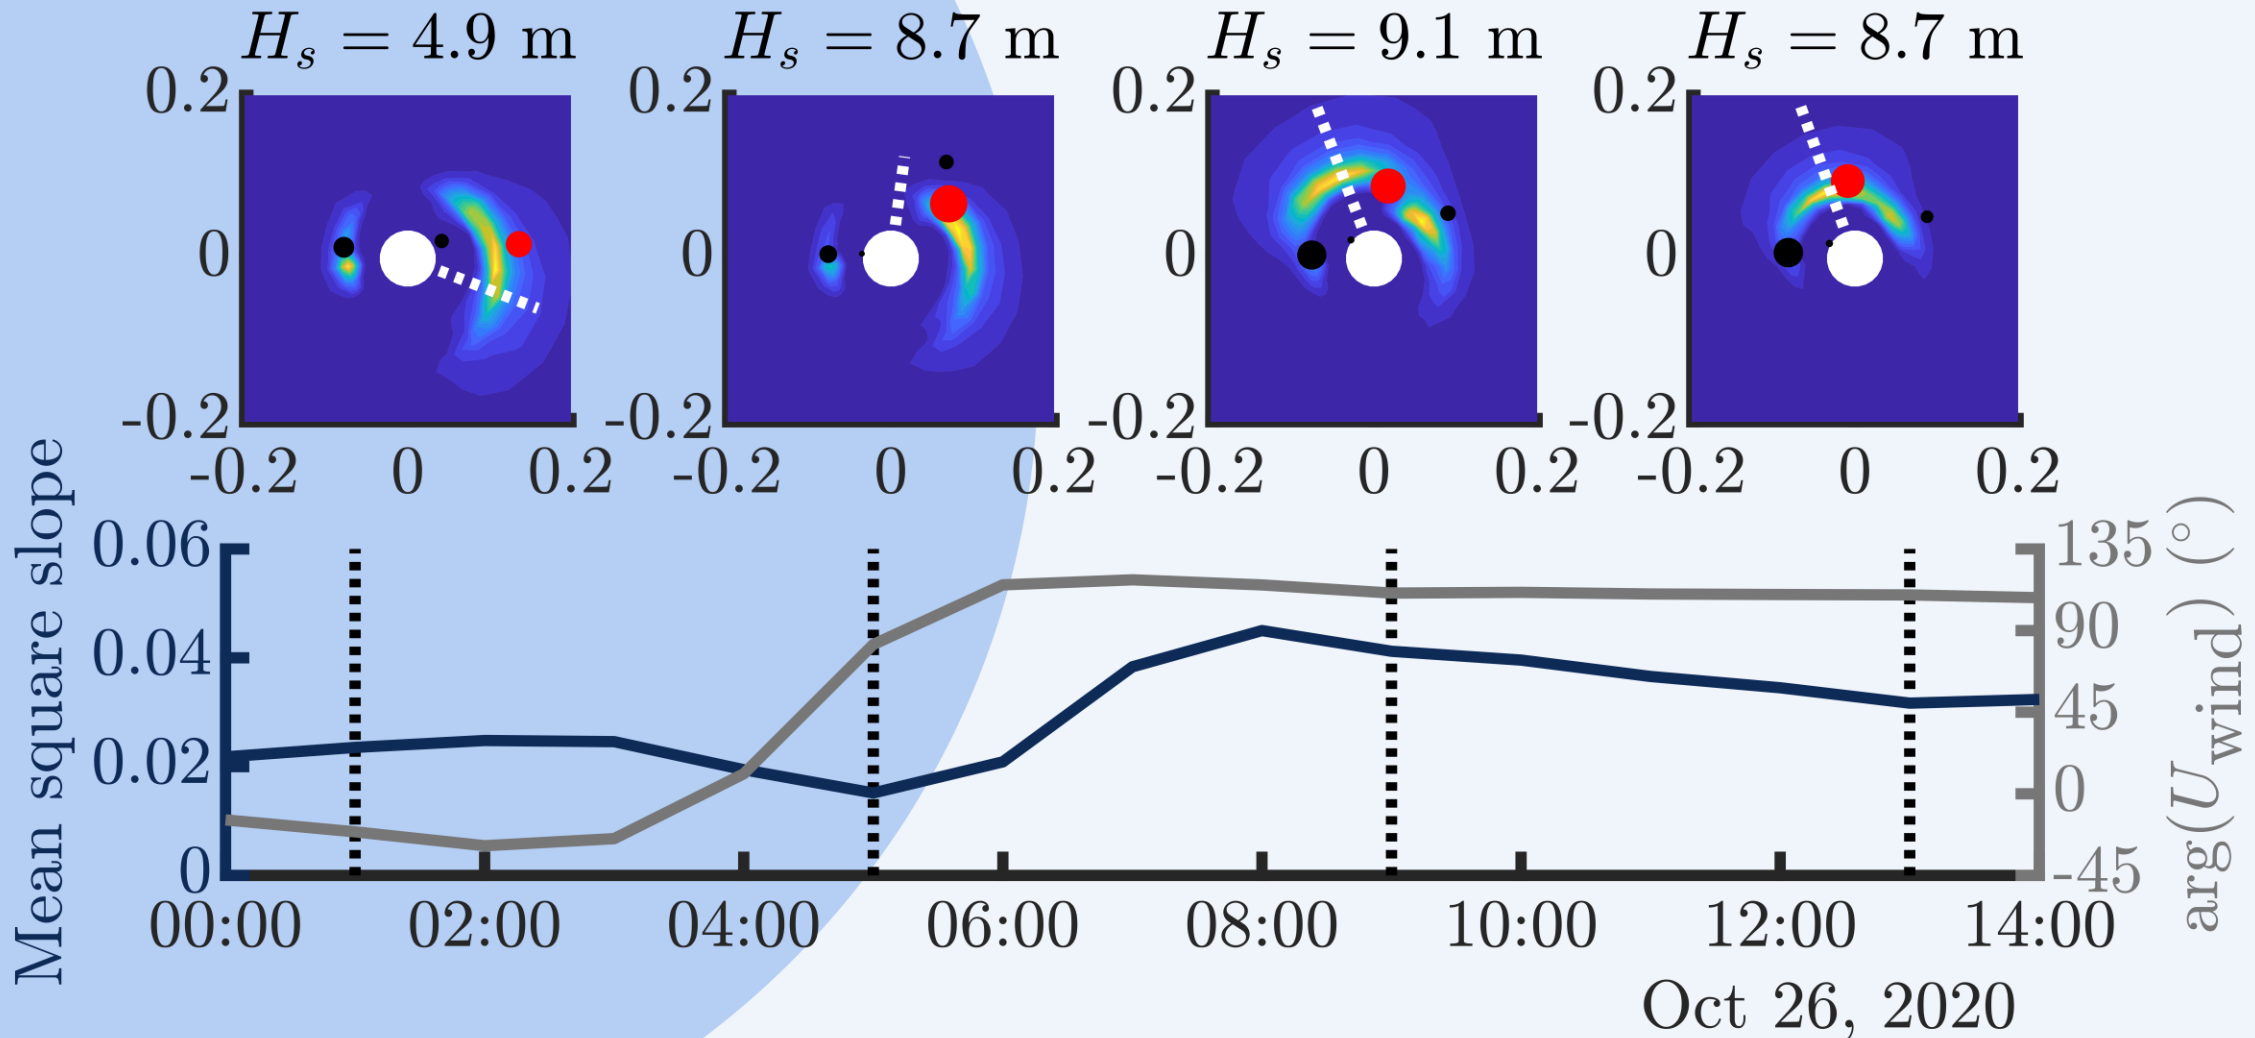 H_s = 4.9 m
H_s = 8.7 m
H_s = 9.1 m
H_s = 8.7 m
0.2
0
-0.2
-0.2 0 0.2
0.2
0
-0.2
-0.2 0 0.2
0.2
0
-0.2
-0.2 0 0.2
0.2
0
-0.2
-0.2 0 0.2
Mean square slope
0.06
0.04
0.02
0
135
90
45
0
-45
arg(U_wind) (°)
00:00 02:00 04:00 06:00 08:00 10:00 12:00 14:00
Oct 26, 2020